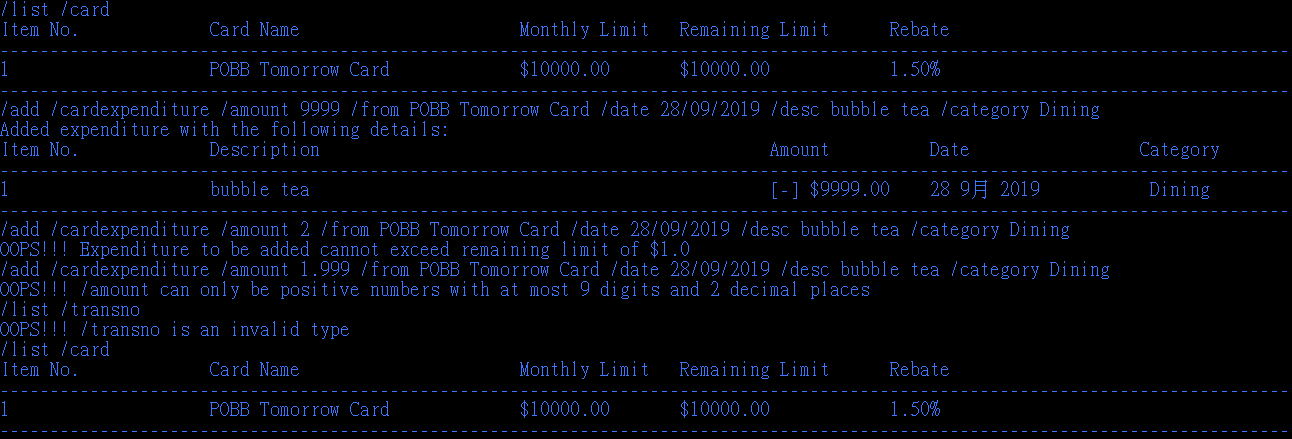 /list /card
Item No. Card Name Monthly Limit Remaining Limit Rebate
1 POBB Tomorrow Card $10000.00 $10000.00 1.50%
/add /cardexpenditure /amount 9999 /from POBB Tomorrow Card /date 28/09/2019 /desc bubble tea /category Dining
Added expenditure with the following details:
Item No. Description Amount Date Category
1 bubble tea [-] $9999.00 28 9月 2019 Dining
/add /cardexpenditure /amount 2 /from POBB Tomorrow Card /date 28/09/2019 /desc bubble tea /category Dining
OOPS!!! Expenditure to be added cannot exceed remaining limit of $1.0
/add /cardexpenditure /amount 1.999 /from POBB Tomorrow Card /date 28/09/2019 /desc bubble tea /category Dining
OOPS!!! /amount can only be positive numbers with at most 9 digits and 2 decimal places
/list /transno
OOPS!!! /transno is an invalid type
/list /card
Item No. Card Name Monthly Limit Remaining Limit Rebate
1 POBB Tomorrow Card $10000.00 $10000.00 1.50%